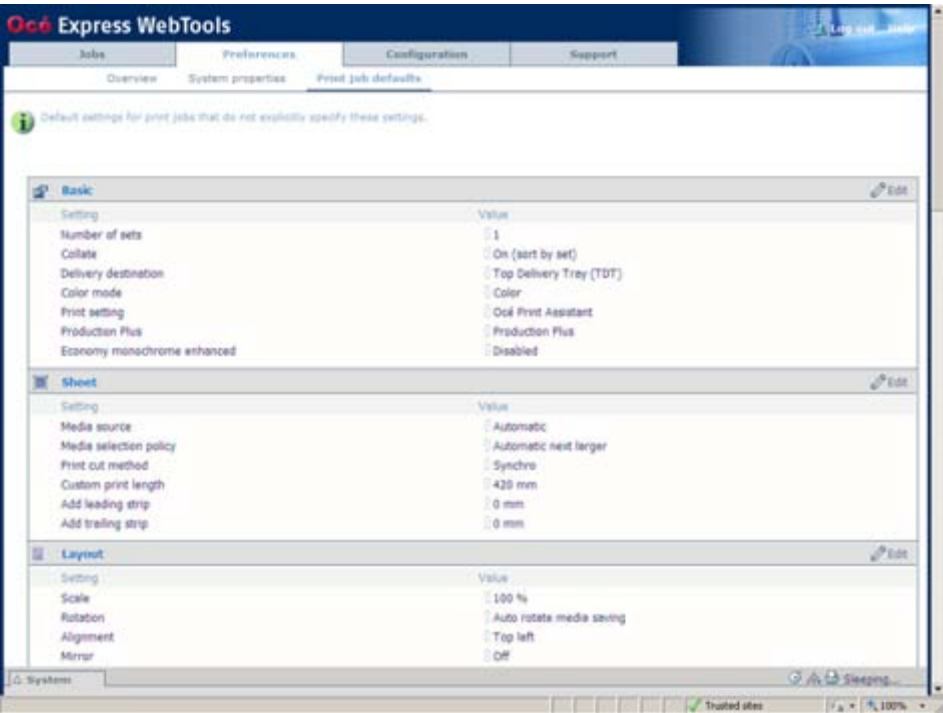 Océ Express WebTools
Log out Help
Jobs Preferences Configuration Support
Overview System properties Print job defaults
Default settings for print jobs that do not explicitly specify these settings.
Basic Edit
Setting Value
Number of sets 1
Collate On (sort by set)
Delivery destination Top Delivery Tray (TDT)
Color mode Color
Print setting Océ Print Assistant
Production Plus Production Plus
Economy monochrome enhanced Disabled
Sheet Edit
Setting Value
Media source Automatic
Media selection policy Automatic next larger
Print cut method Synchro
Custom print length 420 mm
Add leading strip 0 mm
Add trailing strip 0 mm
Layout Edit
Setting Value
Scale 100 %
Rotation Auto rotate media saving
Alignment Top left
Mirror Off
System Sleeping...
Trusted sites 100%